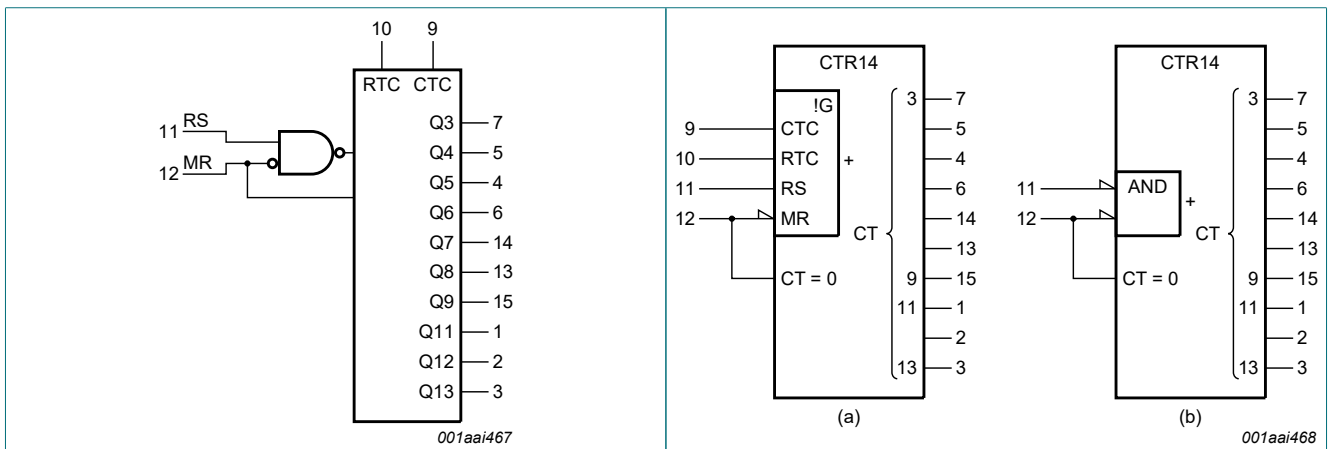 10 9
RTC CTC
11 RS
12 MR
Q3 7
Q4 5
Q5 4
Q6 6
Q7 14
Q8 13
Q9 15
Q11 1
Q12 2
Q13 3
001aai467
CTR14
!G
9 CTC
10 RTC
11 RS
12 MR
+
CT = 0
CT
3 7
5
4
6
14
13
9 15
11 1
2
13 3
(a)
CTR14
11 AND
12
+
CT = 0
CT
3 7
5
4
6
14
13
9 15
11 1
2
13 3
(b)
001aai468